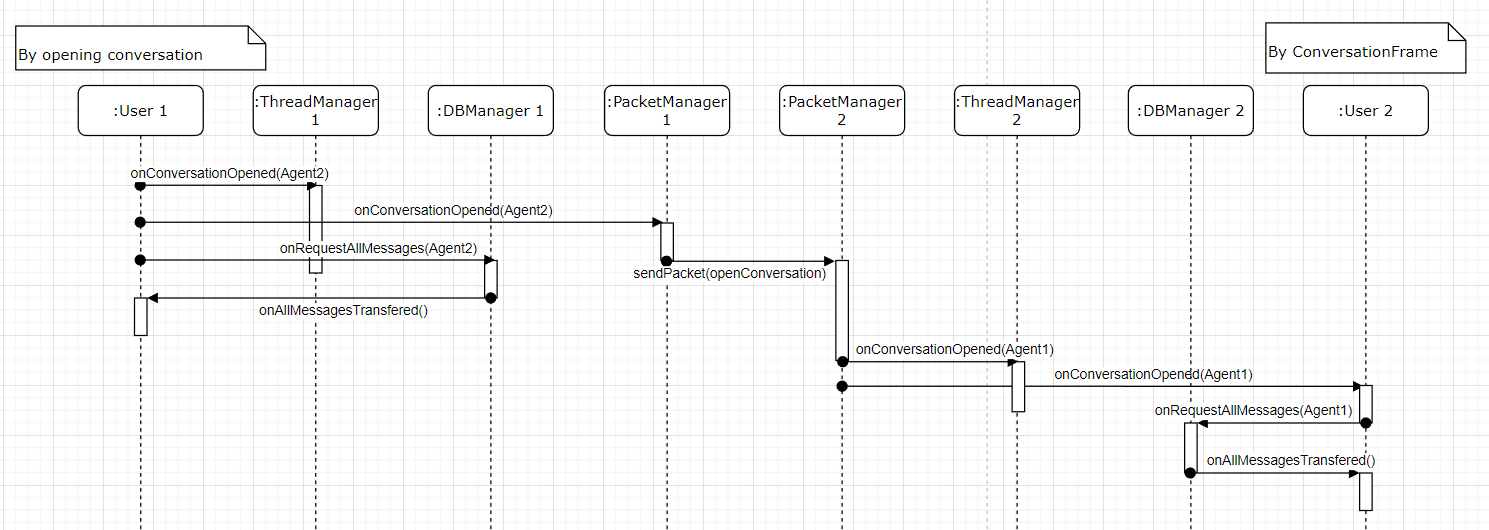 By opening conversation
By ConversationFrame
:User 1
:ThreadManager
1
:DBManager 1
:PacketManager
1
:PacketManager
2
:ThreadManager
2
:DBManager 2
:User 2
onConversationOpened(Agent2)
onConversationOpened(Agent2)
onRequestAllMessages(Agent2)
sendPacket(openConversation)
onAllMessagesTransfered()
onConversationOpened(Agent1)
onConversationOpened(Agent1)
onRequestAllMessages(Agent1)
onAllMessagesTransfered()